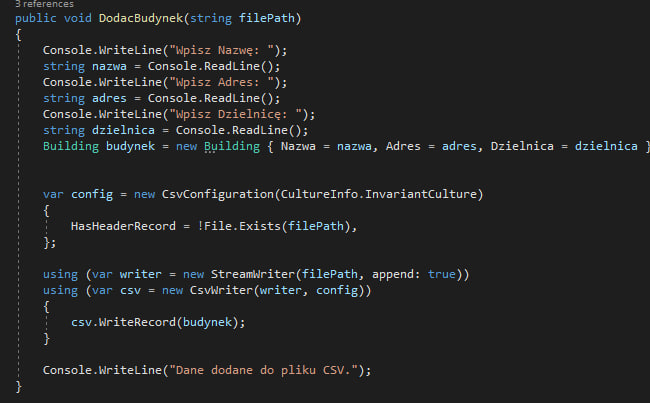 3 references
public void DodacBudynek(string filePath)
{
Console.WriteLine("Wpisz Nazwę: ");
string nazwa = Console.ReadLine();
Console.WriteLine("Wpisz Adres: ");
string adres = Console.ReadLine();
Console.WriteLine("Wpisz Dzielnicę: ");
string dzielnica = Console.ReadLine();
Building budynek = new Building { Nazwa = nazwa, Adres = adres, Dzielnica = dzielnica }
var config = new CsvConfiguration(CultureInfo.InvariantCulture)
{
HasHeaderRecord = !File.Exists(filePath),
};
using (var writer = new StreamWriter(filePath, append: true))
using (var csv = new CsvWriter(writer, config))
{
csv.WriteRecord(budynek);
}
Console.WriteLine("Dane dodane do pliku CSV.");
}